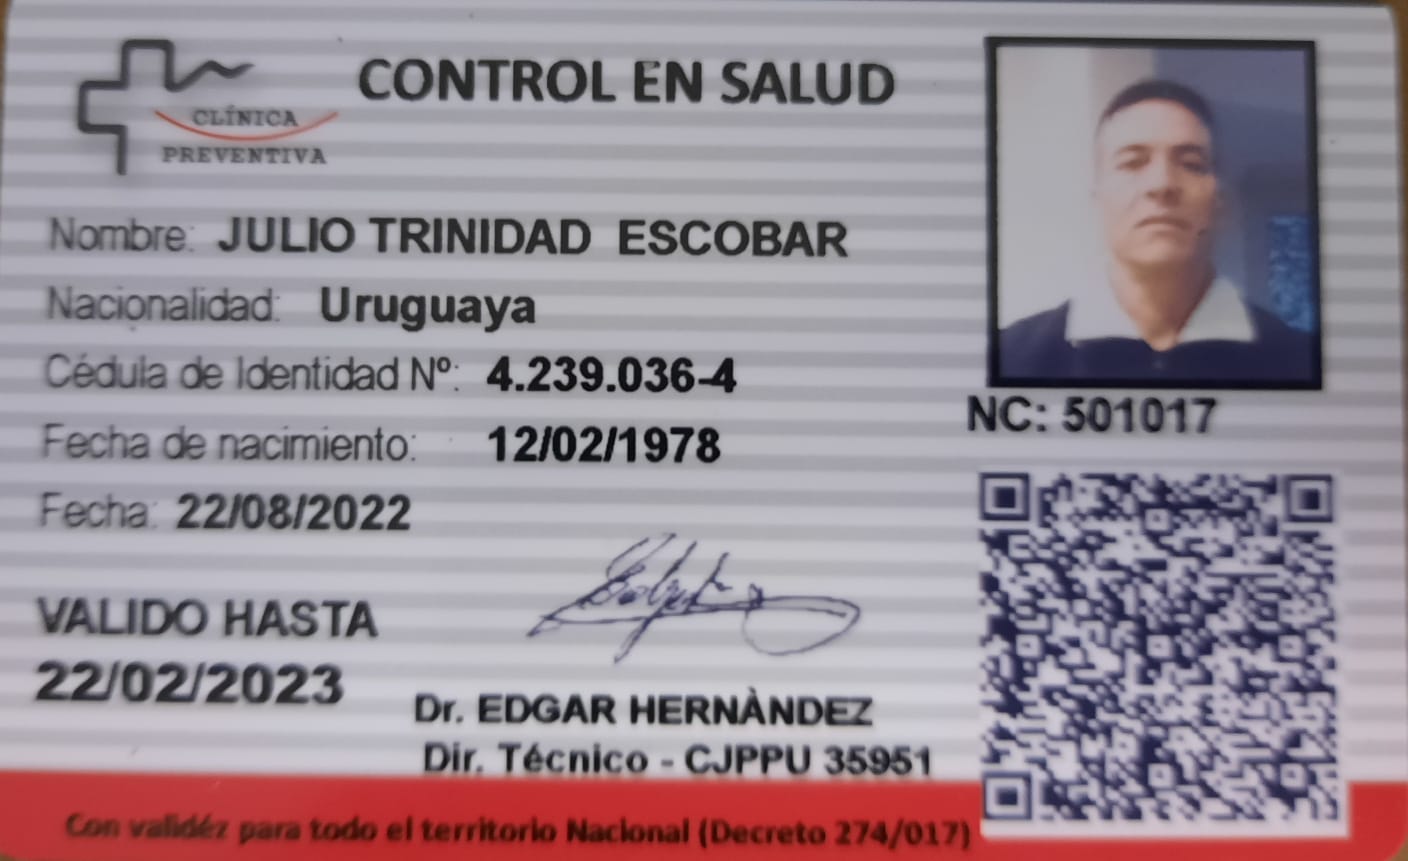 CLÍNICA
PREVENTIVA
CONTROL EN SALUD
Nombre: JULIO TRINIDAD ESCOBAR
Nacionalidad: Uruguaya
Cédula de Identidad Nº: 4.239.036-4
Fecha de nacimiento: 12/02/1978
Fecha: 22/08/2022
NC: 501017
VALIDO HASTA
22/02/2023
Dr. EDGAR HERNÀNDEZ
Dir. Técnico - CJPPU 35951
Con validéz para todo el territorio Nacional (Decreto 274/017)